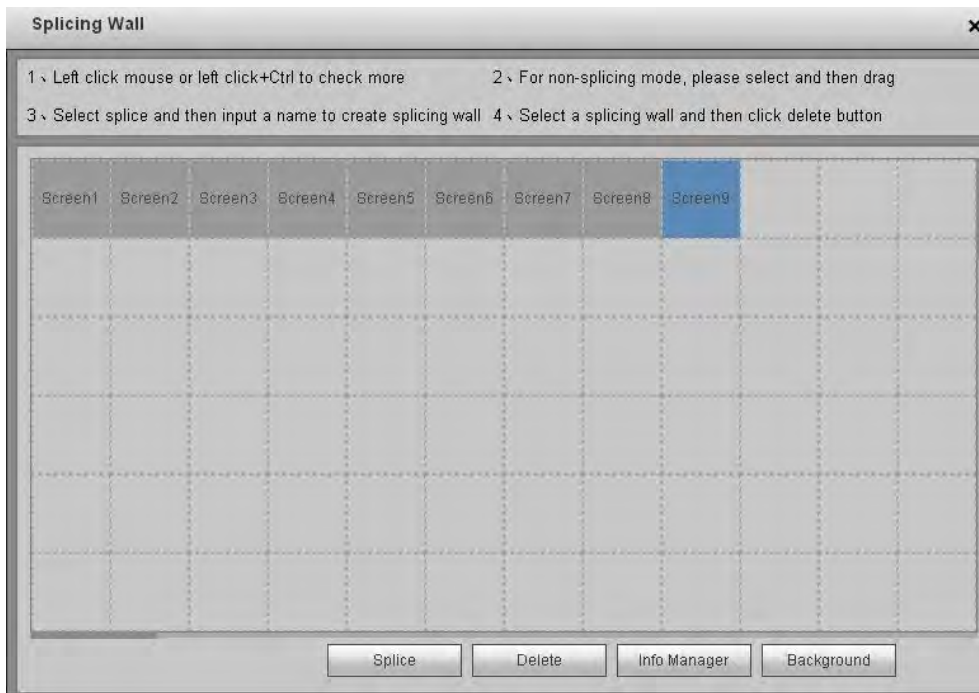 Splicing Wall
1、Left click mouse or left click+Ctrl to check more 2、For non-splicing mode, please select and then drag
3、Select splice and then input a name to create splicing wall 4、Select a splicing wall and then click delete button
Screen1 Screen2 Screen3 Screen4 Screen5 Screen6 Screen7 Screen8 Screen9
Splice Delete Info Manager Background